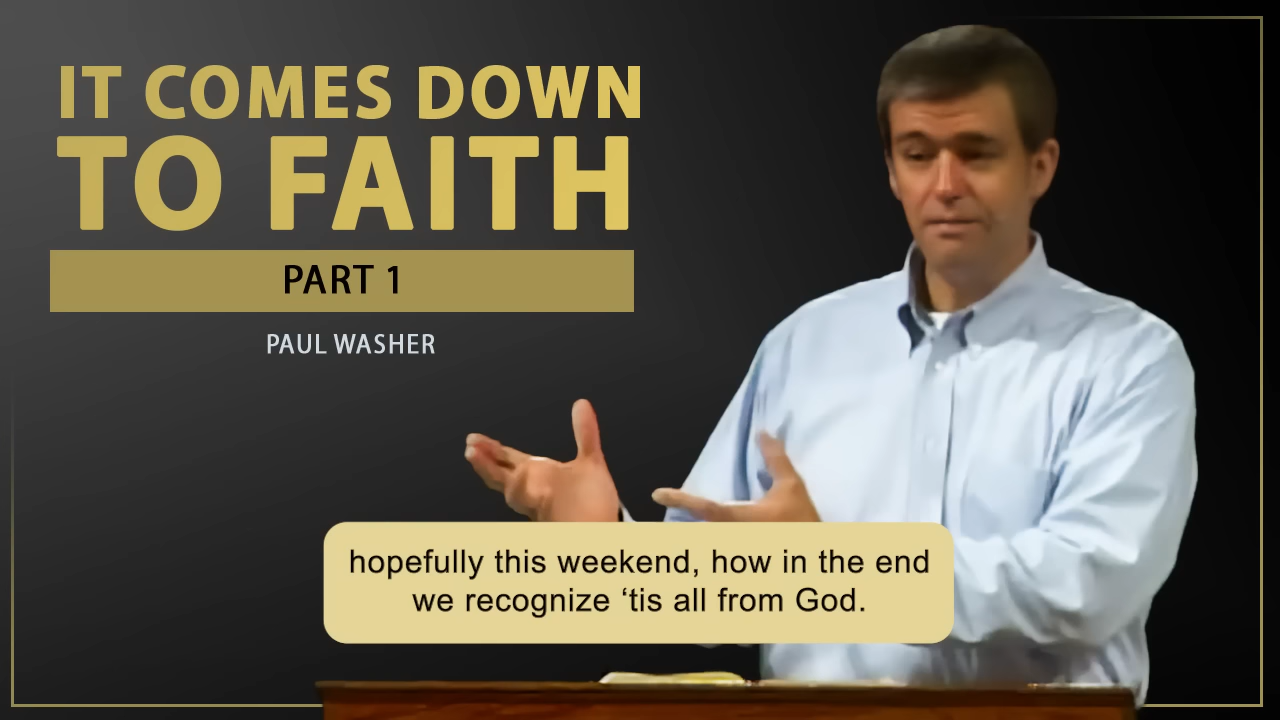 IT COMES DOWN
TO FAITH
PART 1
PAUL WASHER
hopefully this weekend, how in the end
we recognize ‘tis all from God.